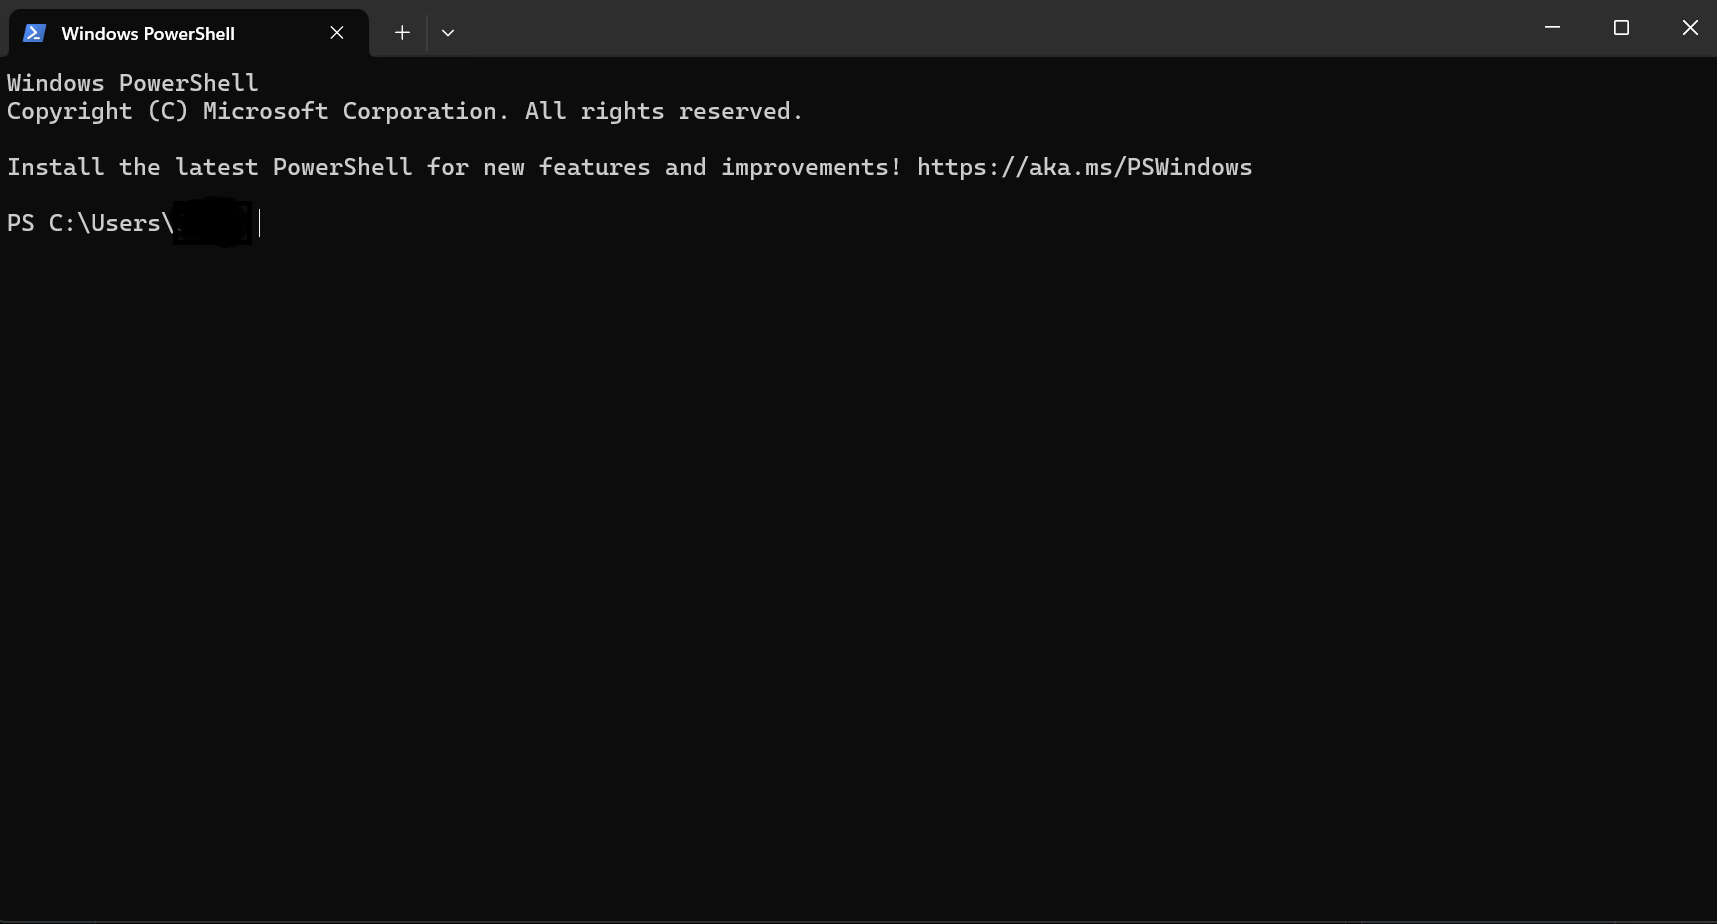 Windows PowerShell
Windows PowerShell
Copyright (C) Microsoft Corporation. All rights reserved.
Install the latest PowerShell for new features and improvements! https://aka.ms/PSWindows
PS C:\Users\